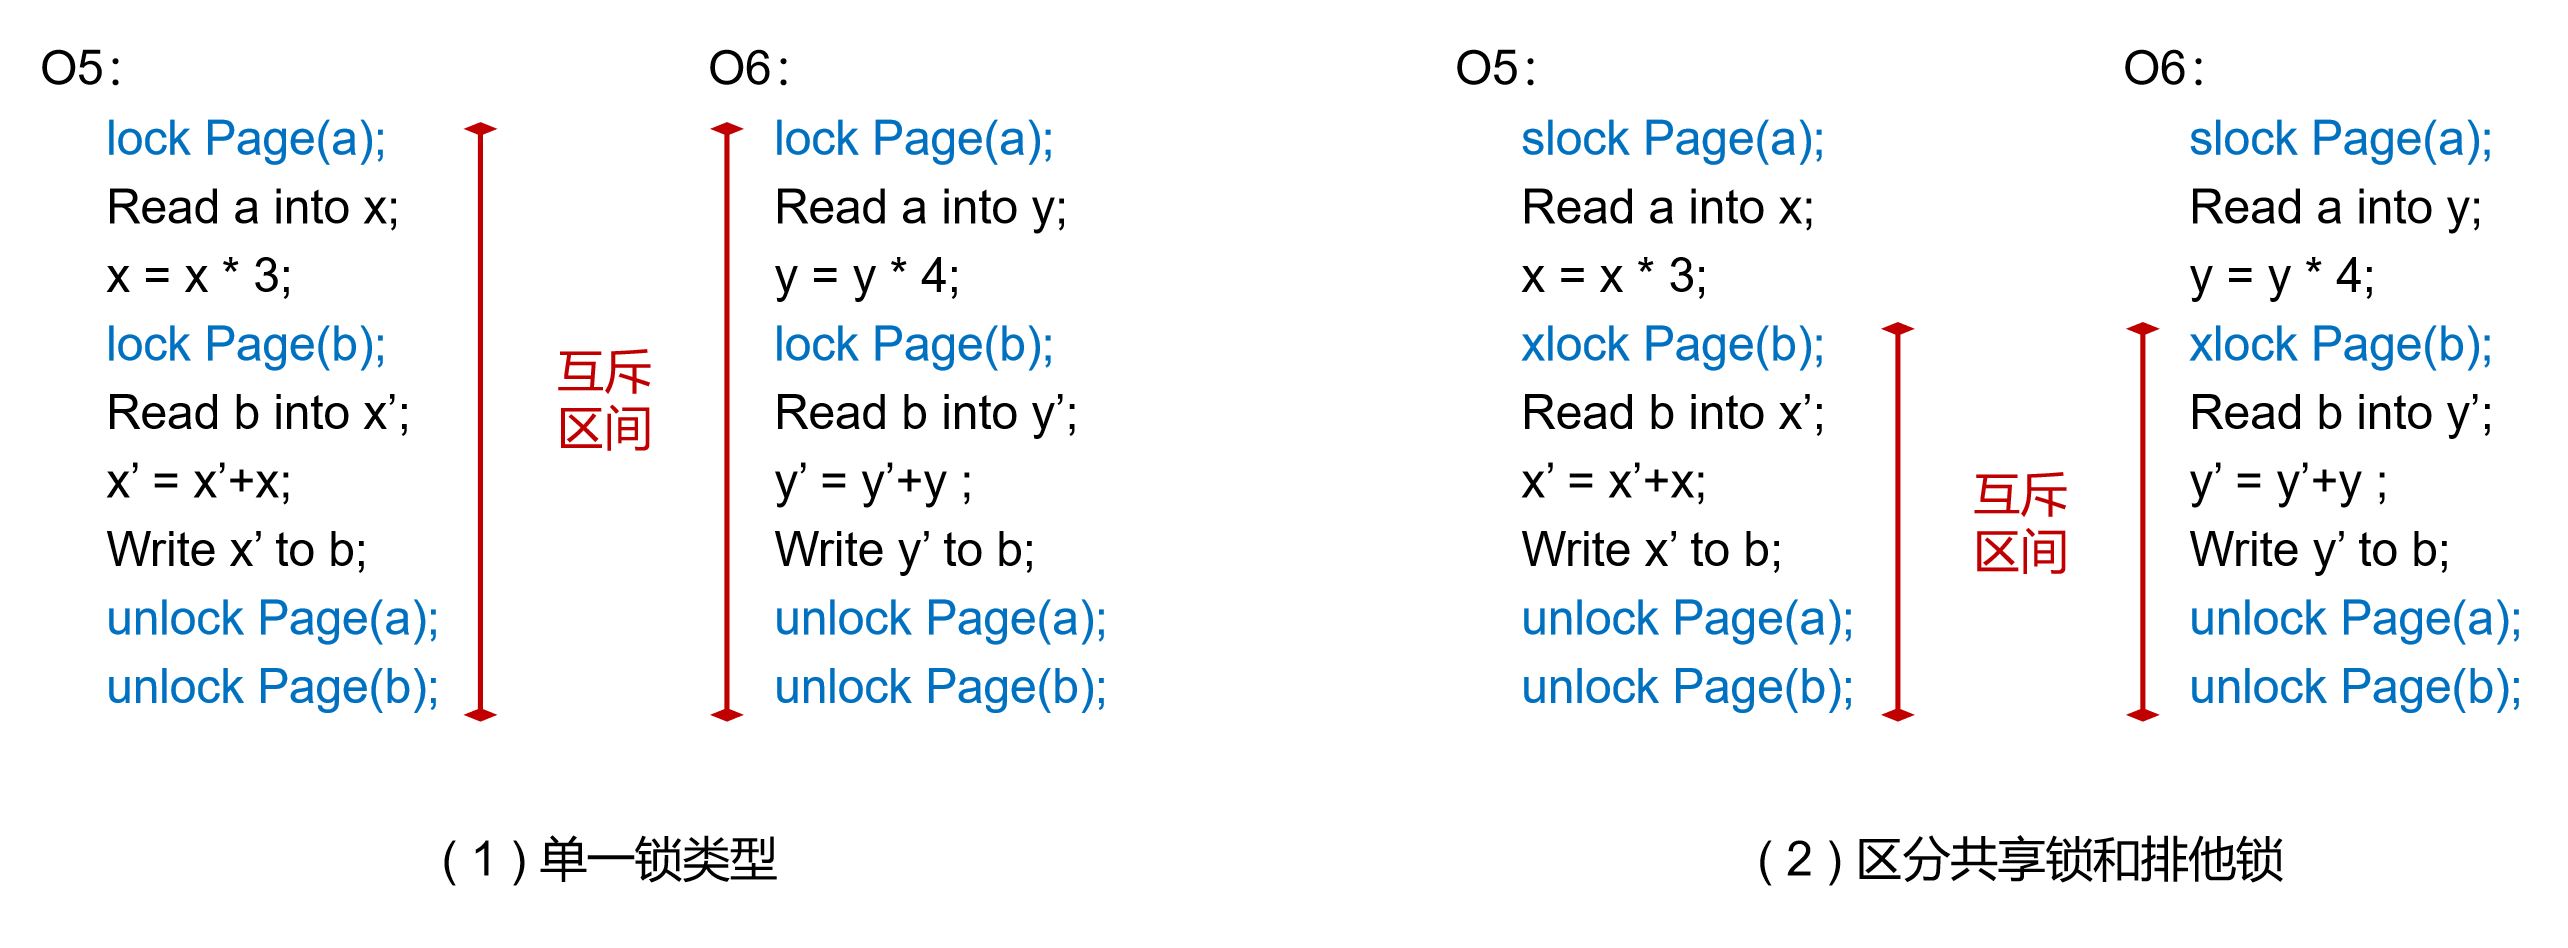 O5:
lock Page(a);
Read a into x;
x = x * 3;
lock Page(b);
Read b into x’;
x’ = x’+x;
Write x’ to b;
unlock Page(a);
unlock Page(b);
互斥
区间
O6:
lock Page(a);
Read a into y;
y = y * 4;
lock Page(b);
Read b into y’;
y’ = y’+y ;
Write y’ to b;
unlock Page(a);
unlock Page(b);
（1）单一锁类型
O5:
slock Page(a);
Read a into x;
x = x * 3;
xlock Page(b);
Read b into x’;
x’ = x’+x;
Write x’ to b;
unlock Page(a);
unlock Page(b);
互斥
区间
O6:
slock Page(a);
Read a into y;
y = y * 4;
xlock Page(b);
Read b into y’;
y’ = y’+y ;
Write y’ to b;
unlock Page(a);
unlock Page(b);
（2）区分共享锁和排他锁